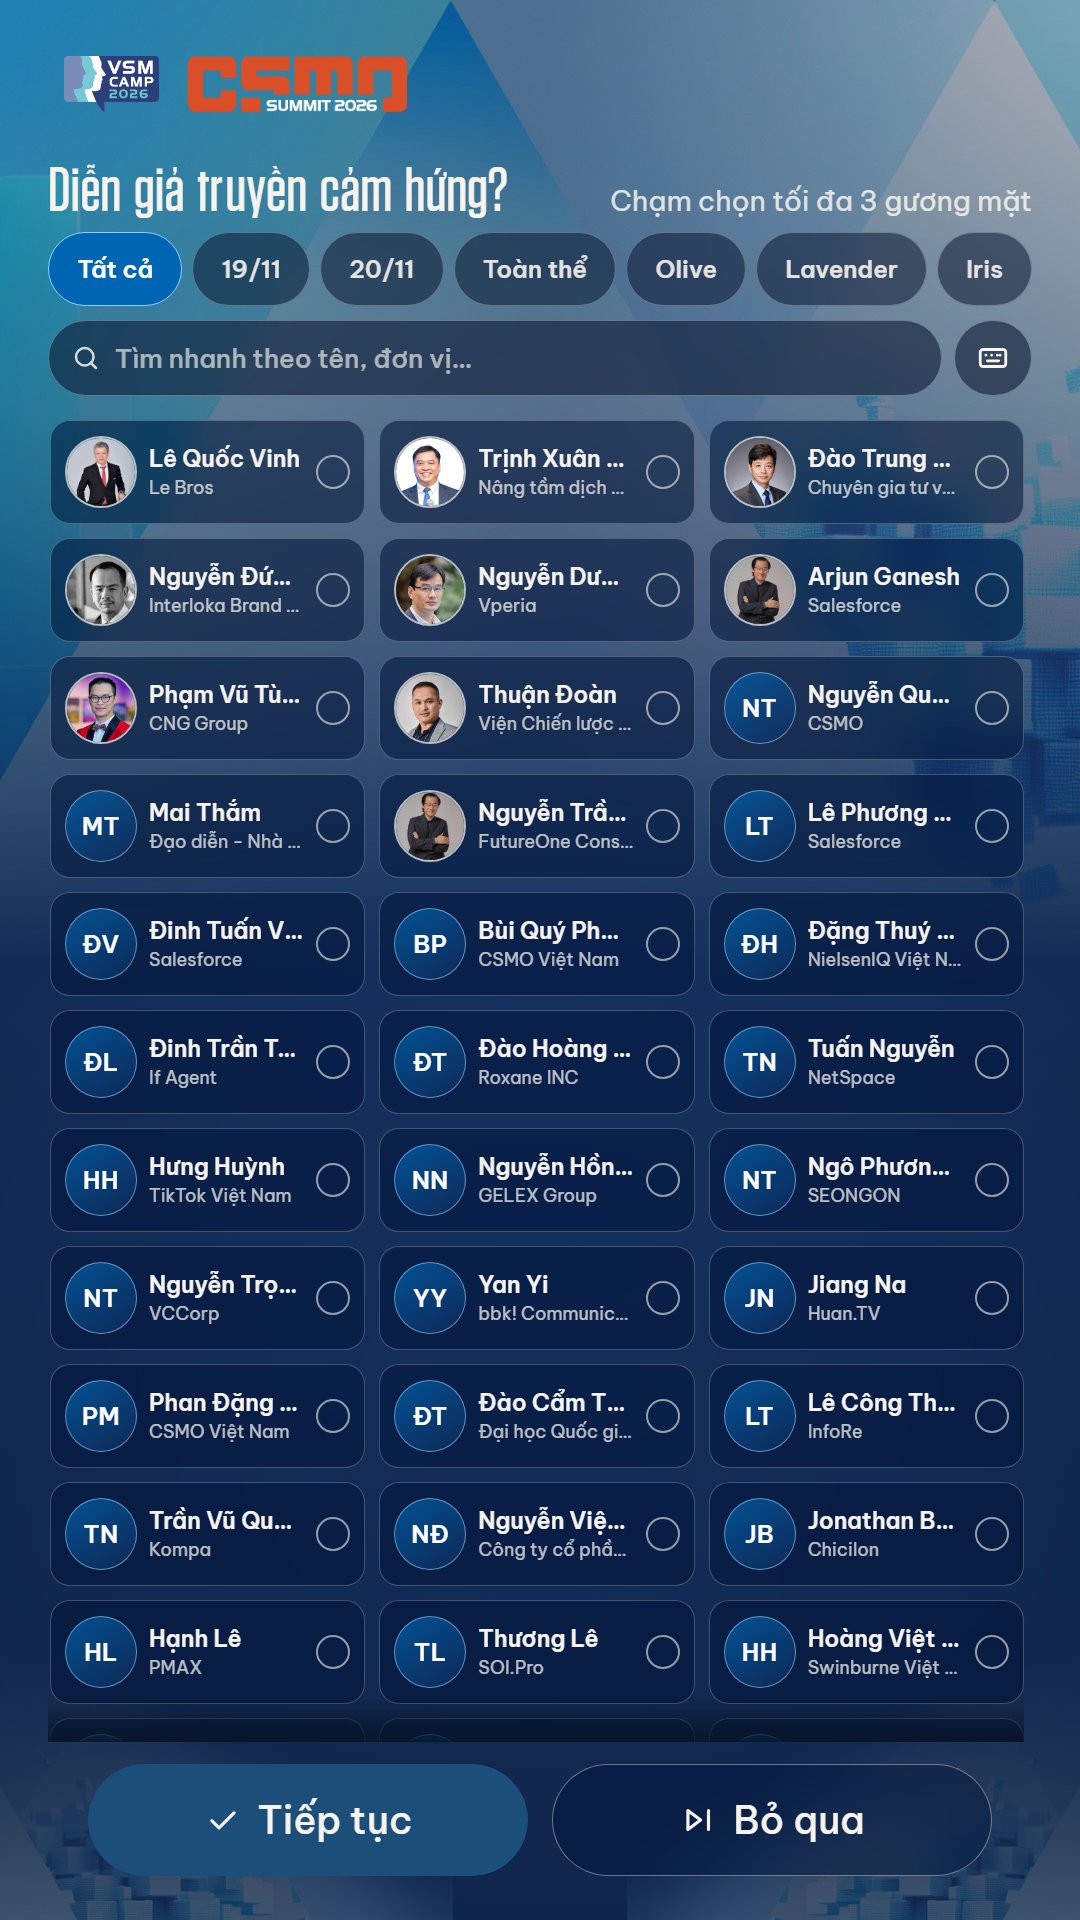 VSM
CAMP
2026
CSMO
SUMMIT 2026
Diễn giả truyền cảm hứng?
Chạm chọn tối đa 3 gương mặt
Tất cả
19/11
20/11
Toàn thể
Olive
Lavender
Iris
Tìm nhanh theo tên, đơn vị...
Lê Quốc Vinh
Le Bros
Trịnh Xuân ...
Nâng tầm dịch ...
Đào Trung ...
Chuyên gia tư v...
Nguyễn Đứ...
Interloka Brand ...
Nguyễn Dư...
Vperia
Arjun Ganesh
Salesforce
Phạm Vũ Tù...
CNG Group
Thuận Đoàn
Viện Chiến lược ...
NT
Nguyễn Qu...
CSMO
MT
Mai Thắm
Đạo diễn - Nhà ...
Nguyễn Trầ...
FutureOne Cons...
LT
Lê Phương ...
Salesforce
ĐV
Đinh Tuấn V...
Salesforce
BP
Bùi Quý Ph...
CSMO Việt Nam
ĐH
Đặng Thuý ...
NielsenIQ Việt N...
ĐL
Đinh Trần T...
If Agent
ĐT
Đào Hoàng ...
Roxane INC
TN
Tuấn Nguyễn
NetSpace
HH
Hưng Huỳnh
TikTok Việt Nam
NN
Nguyễn Hồn...
GELEX Group
NT
Ngô Phươn...
SEONGON
NT
Nguyễn Trọ...
VCCorp
YY
Yan Yi
bbk! Communic...
JN
Jiang Na
Huan.TV
PM
Phan Đặng ...
CSMO Việt Nam
ĐT
Đào Cẩm T...
Đại học Quốc gi...
LT
Lê Công Th...
InfoRe
TN
Trần Vũ Qu...
Kompa
NĐ
Nguyễn Việ...
Công ty cổ phầ...
JB
Jonathan B...
Chicilon
HL
Hạnh Lê
PMAX
TL
Thương Lê
SOI.Pro
HH
Hoàng Việt ...
Swinburne Việt ...
Tiếp tục
Bỏ qua